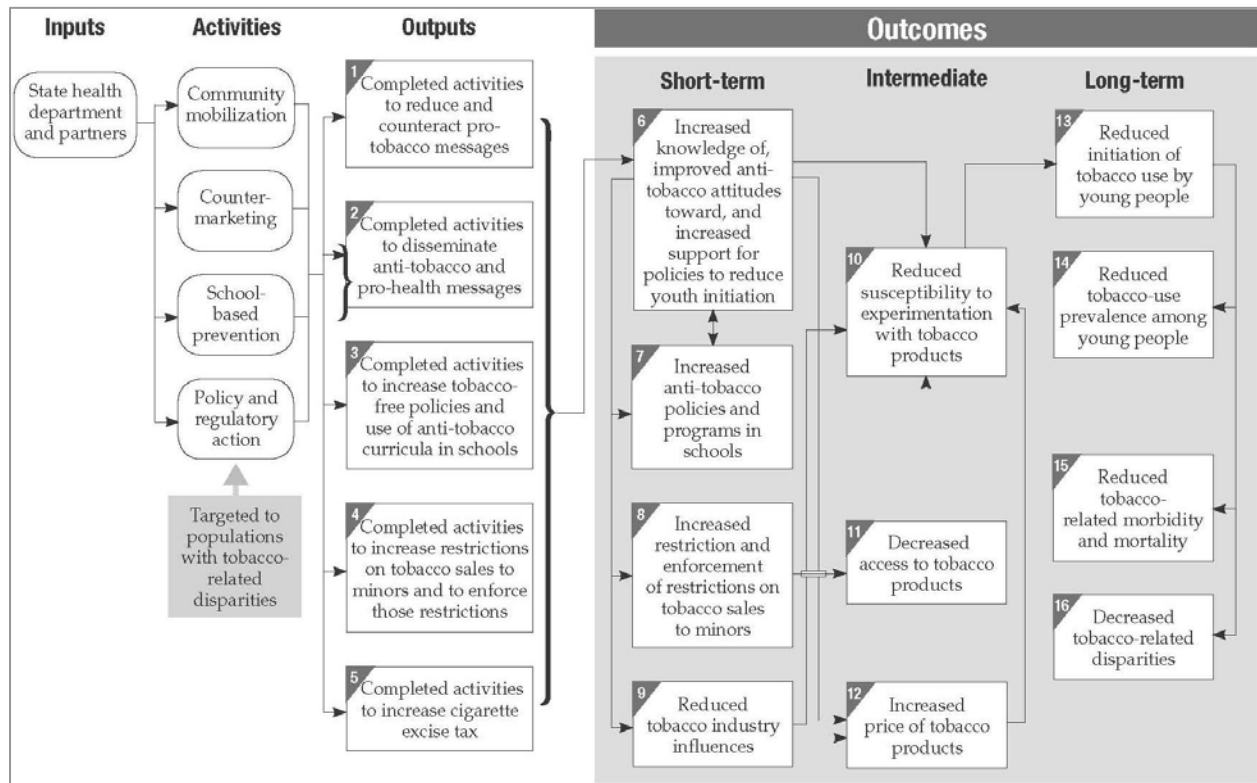 Inputs
Activities
Outputs
Outcomes
Short-term
Intermediate
Long-term
State health
department
and partners
Community
mobilization
Counter-
marketing
School-
based
prevention
Policy and
regulatory
action
Targeted to
populations
with tobacco-
related
disparities
1
Completed activities
to reduce and
counteract pro-
tobacco messages
2
Completed activities
to disseminate
anti-tobacco and
pro-health messages
3
Completed activities
to increase tobacco-
free policies and
use of anti-tobacco
curricula in schools
4
Completed activities
to increase restrictions
on tobacco sales to
minors and to enforce
those restrictions
5
Completed activities
to increase cigarette
excise tax
6
Increased
knowledge of,
improved anti-
tobacco attitudes
toward, and
increased
support for
policies to reduce
youth initiation
7
Increased
anti-tobacco
policies and
programs in
schools
8
Increased
restriction and
enforcement
of restrictions on
tobacco sales
to minors
9
Reduced
tobacco industry
influences
10
Reduced
susceptibility to
experimentation
with tobacco
products
11
Decreased
access to tobacco
products
12
Increased
price of tobacco
products
13
Reduced
initiation of
tobacco use by
young people
14
Reduced
tobacco-use
prevalence among
young people
15
Reduced
tobacco-
related morbidity
and mortality
16
Decreased
tobacco-related
disparities